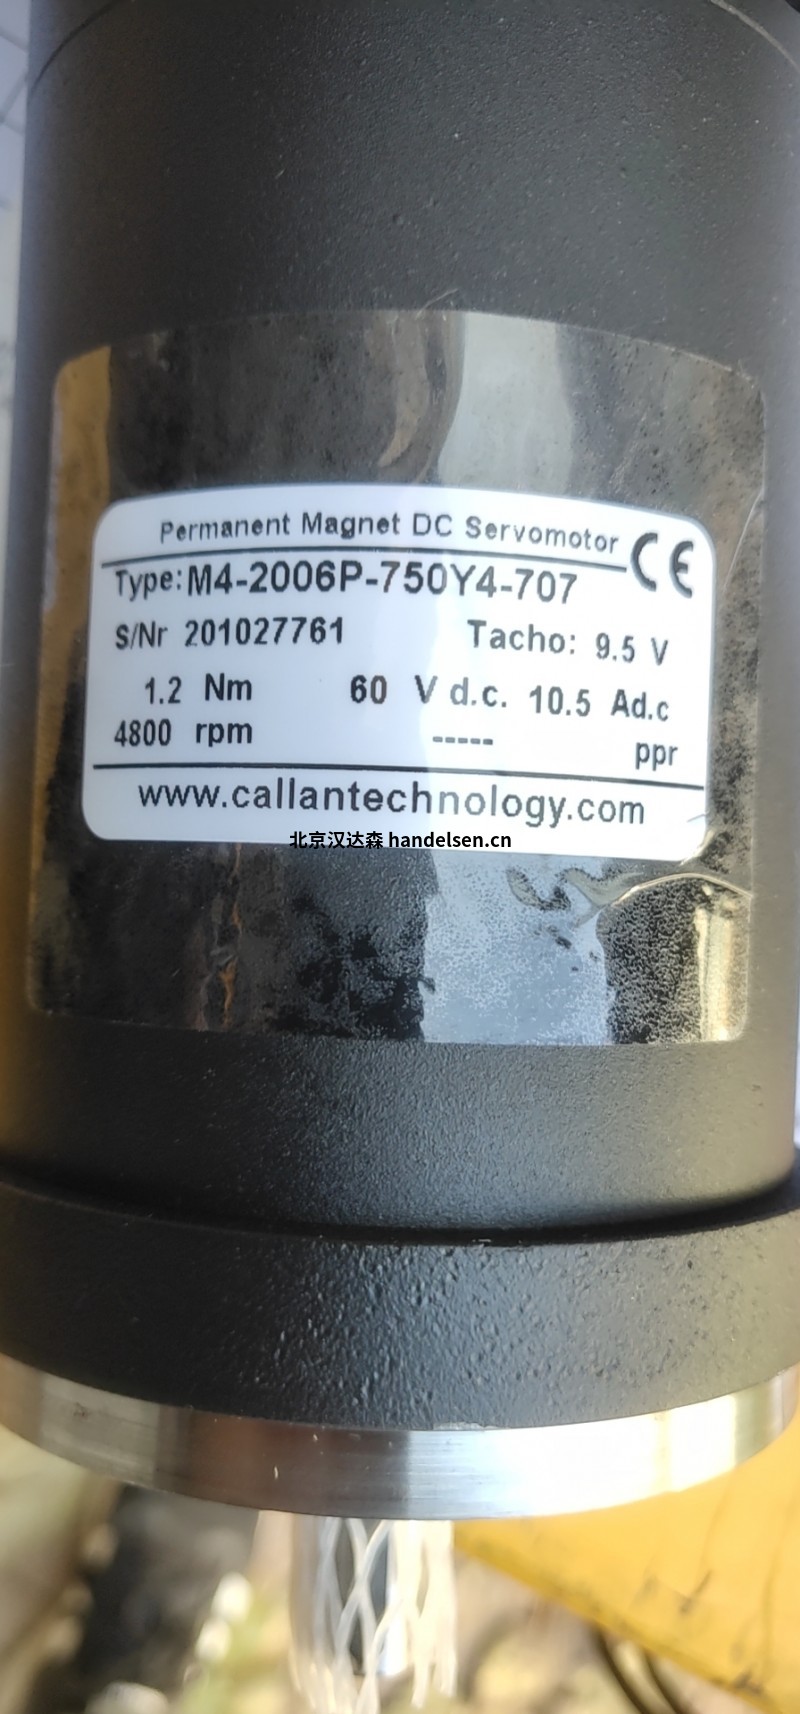 Permanent Magnet DC Servomotor CE
Type: M4-2006P-750Y4-707
S/Nr 201027761 Tacho: 9.5 V
1.2 Nm 60 V d.c. 10.5 Ad.c
4800 rpm ----- ppr
www.callantechnology.com
北京汉达森 handelsen.cn